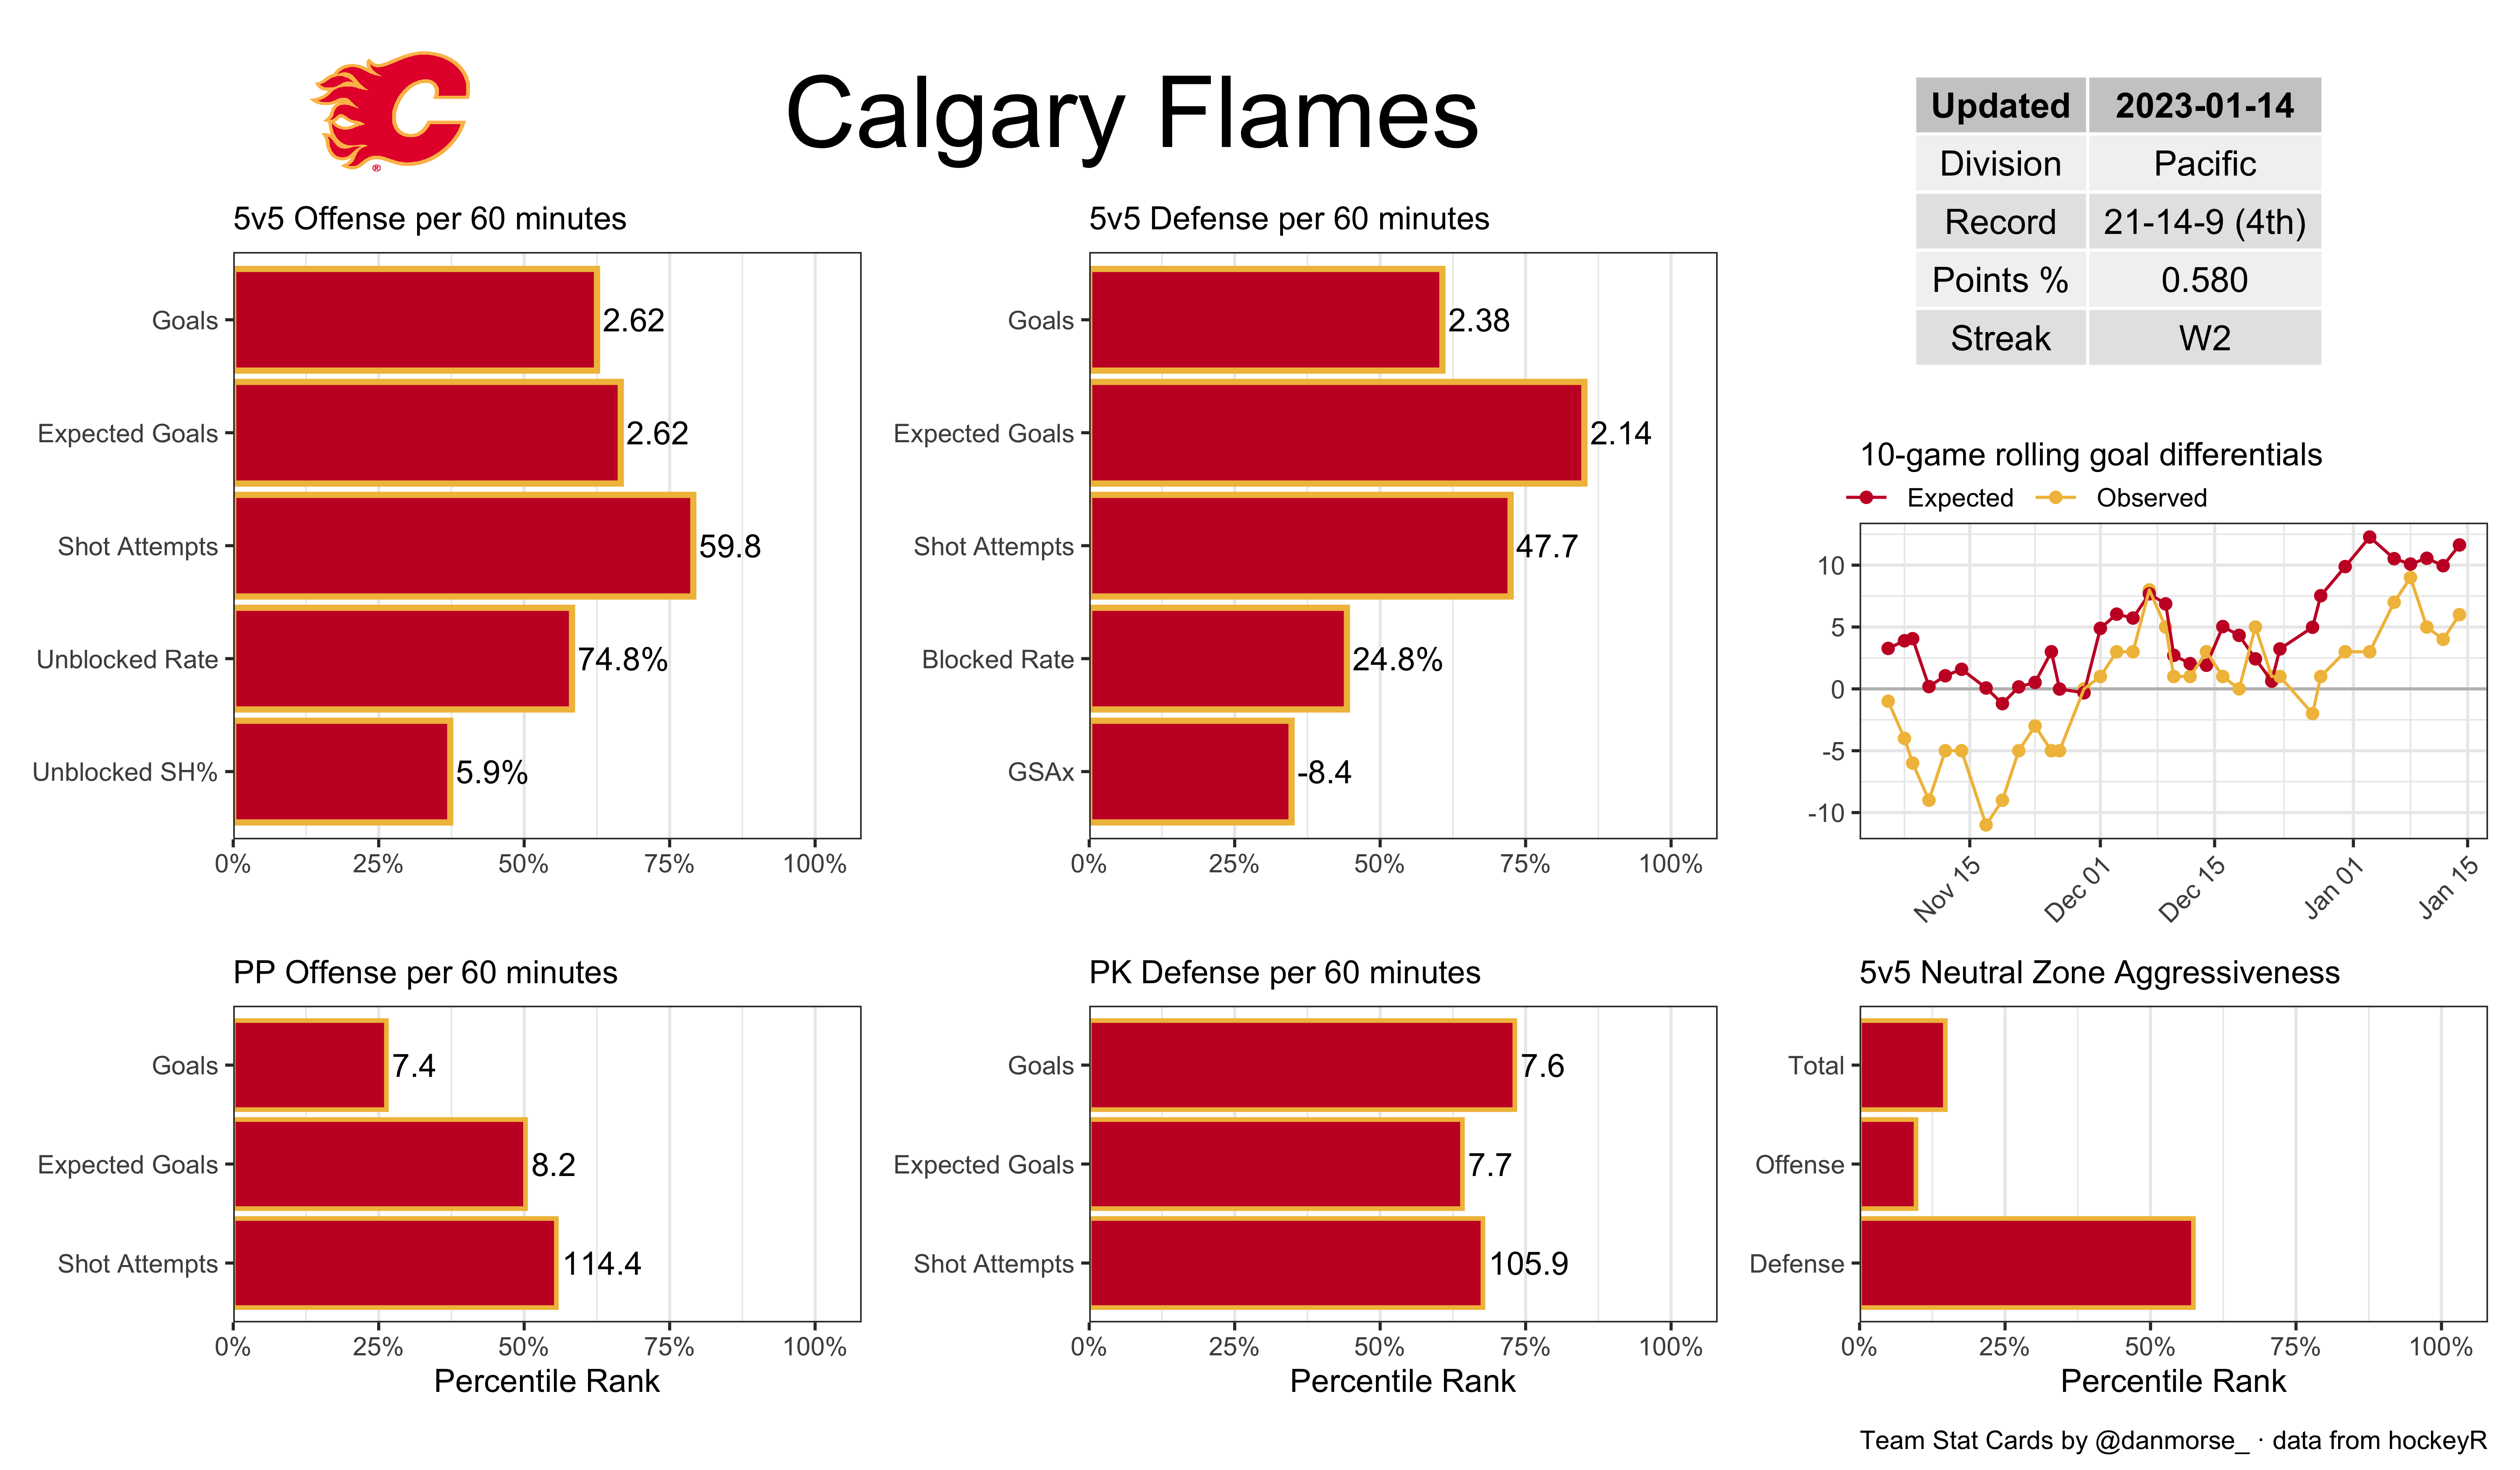 Calgary Flames
Updated 2023-01-14
Division Pacific
Record 21-14-9 (4th)
Points % 0.580
Streak W2
5v5 Offense per 60 minutes
Goals 2.62
Expected Goals 2.62
Shot Attempts 59.8
Unblocked Rate 74.8%
Unblocked SH% 5.9%
0% 25% 50% 75% 100%
5v5 Defense per 60 minutes
Goals 2.38
Expected Goals 2.14
Shot Attempts 47.7
Blocked Rate 24.8%
GSAx -8.4
0% 25% 50% 75% 100%
10-game rolling goal differentials
Expected Observed
10
5
0
-5
-10
Nov 15 Dec 01 Dec 15 Jan 01 Jan 15
PP Offense per 60 minutes
Goals 7.4
Expected Goals 8.2
Shot Attempts 114.4
0% 25% 50% 75% 100%
Percentile Rank
PK Defense per 60 minutes
Goals 7.6
Expected Goals 7.7
Shot Attempts 105.9
0% 25% 50% 75% 100%
Percentile Rank
5v5 Neutral Zone Aggressiveness
Total
Offense
Defense
0% 25% 50% 75% 100%
Percentile Rank
Team Stat Cards by @danmorse_ · data from hockeyR